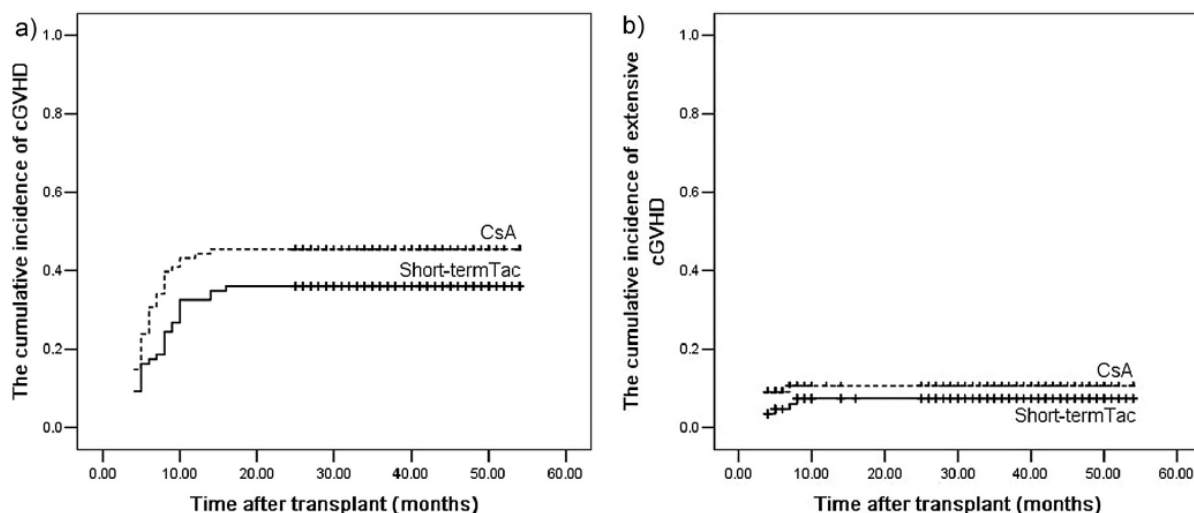 a)
The cumulative incidence of cGVHD
1.0
0.8
0.6
0.4
0.2
0.0
CsA
Short-termTac
0.00 10.00 20.00 30.00 40.00 50.00 60.00
Time after transplant (months)
b)
The cumulative incidence of extensive
cGVHD
1.0
0.8
0.6
0.4
0.2
0.0
CsA
Short-termTac
0.00 10.00 20.00 30.00 40.00 50.00 60.00
Time after transplant (months)